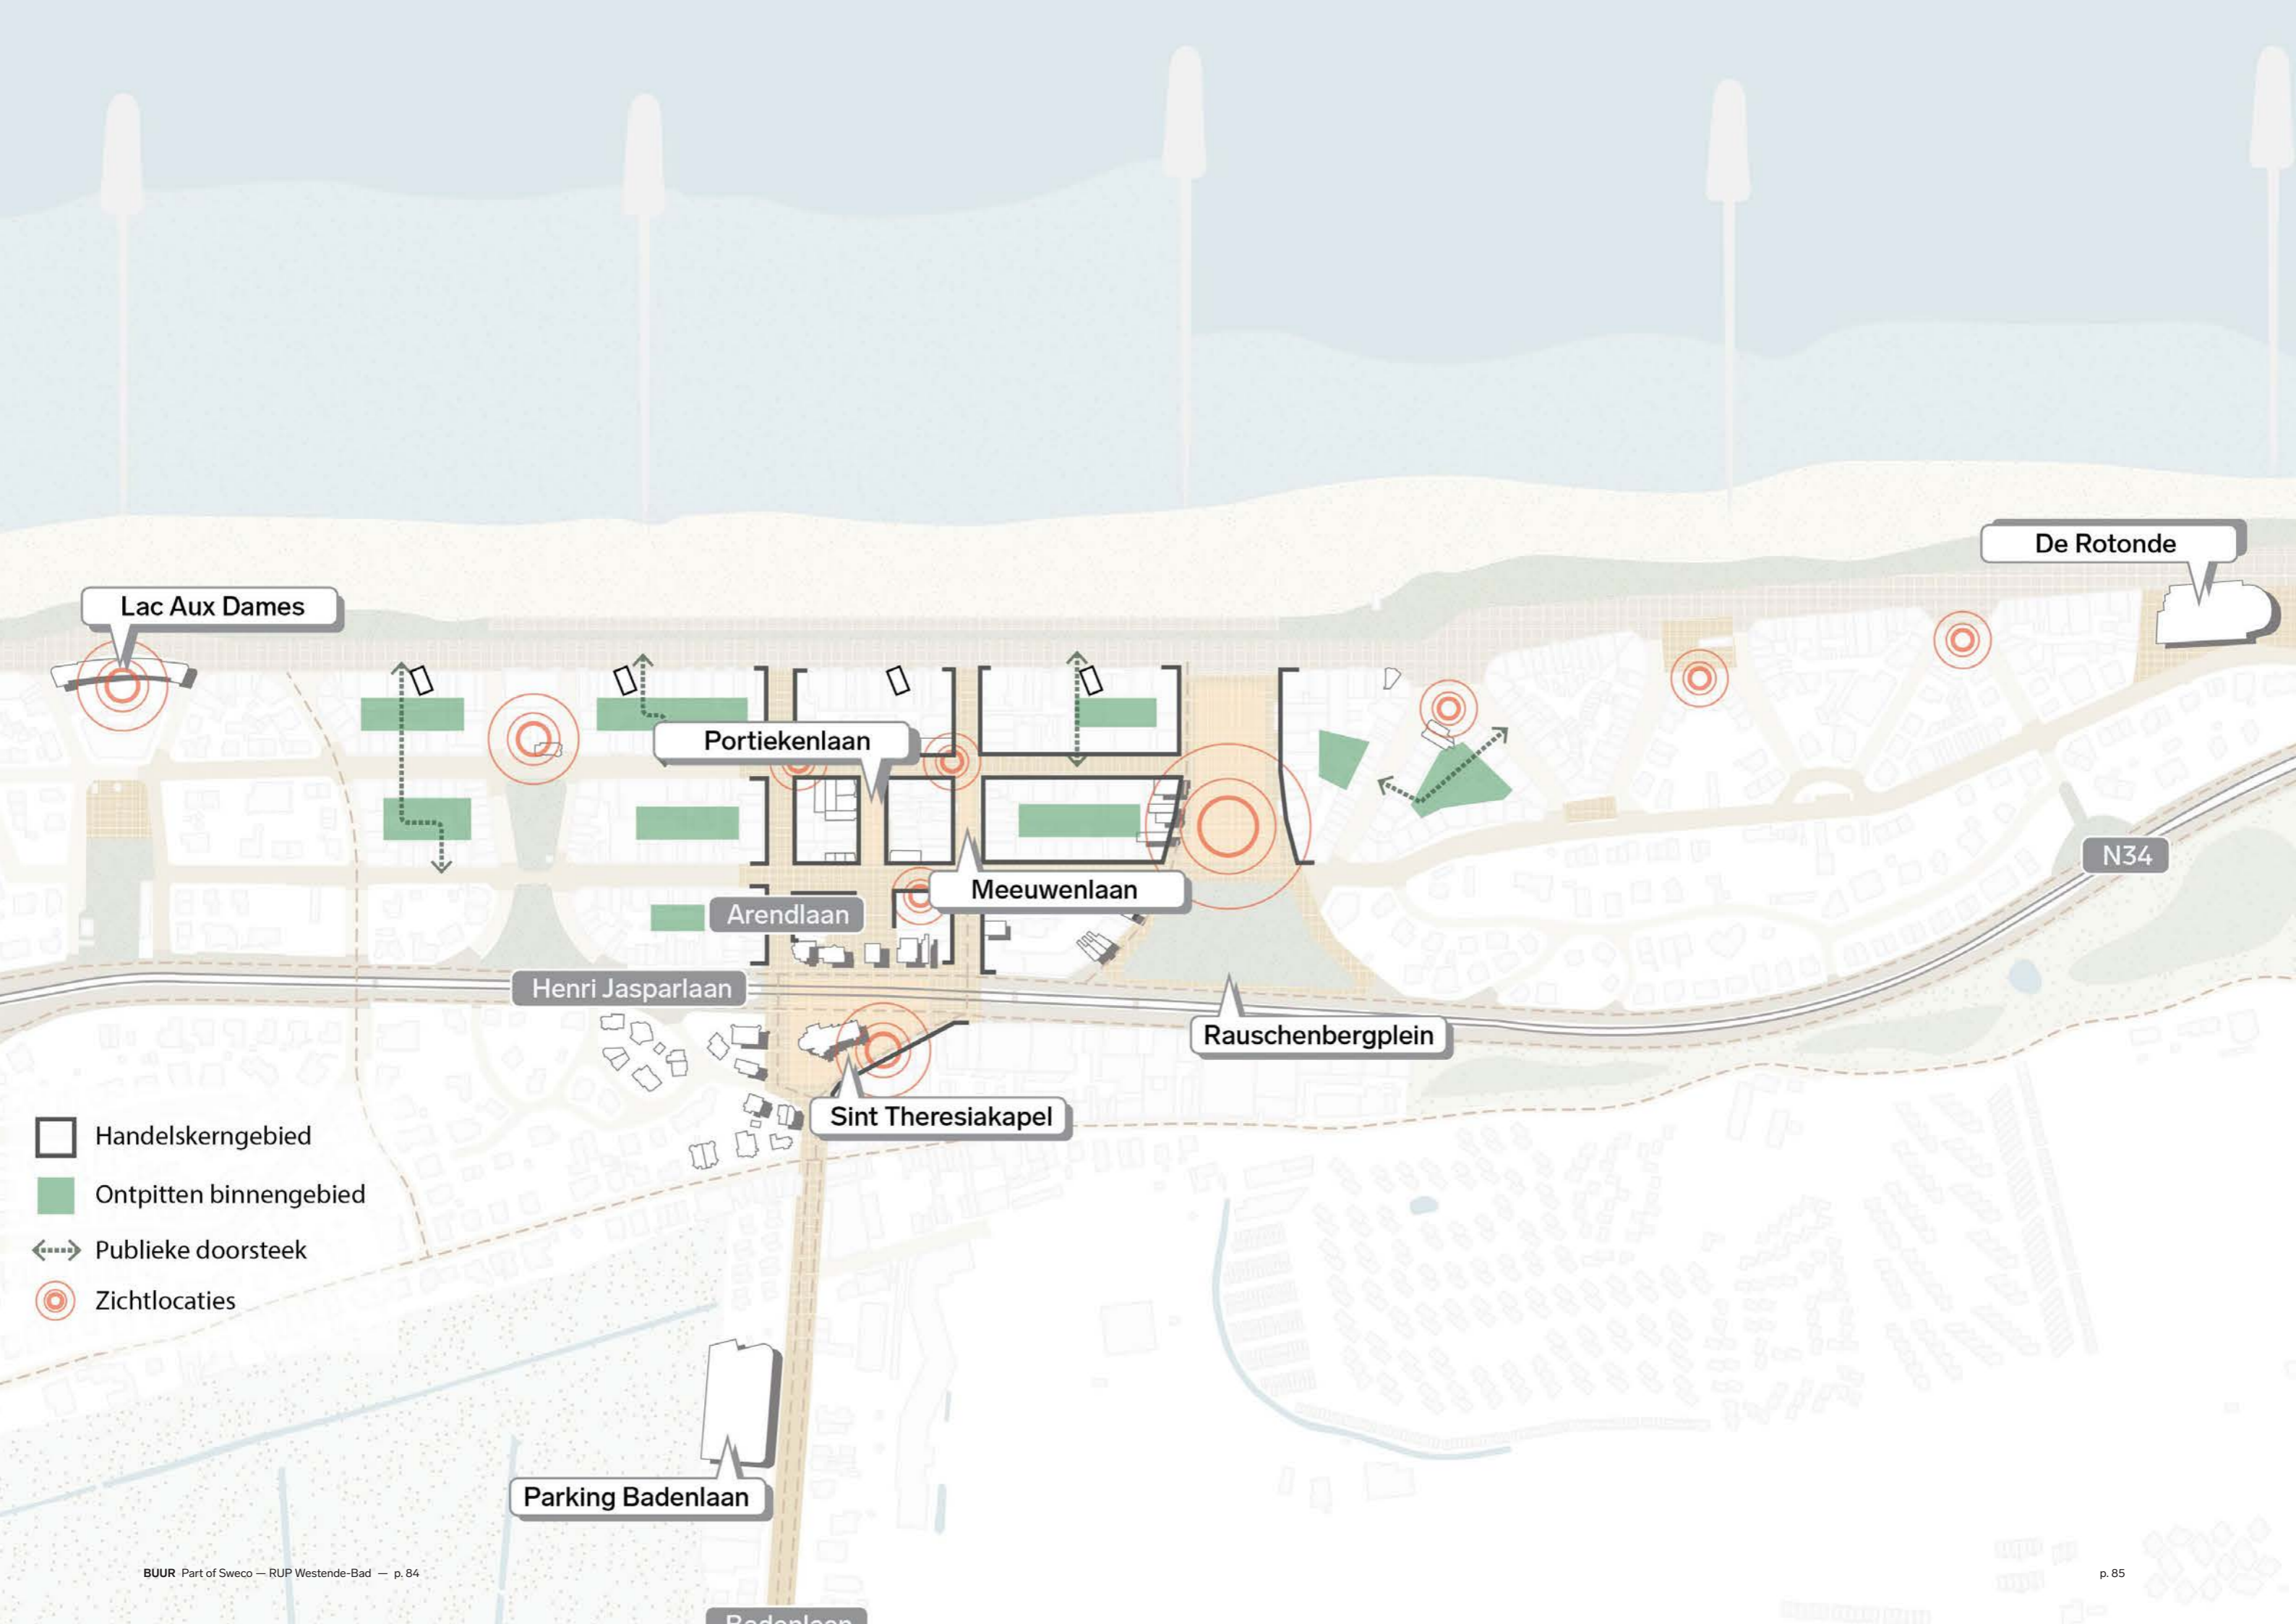 De Rotonde
Lac Aux Dames
Portiekenlaan
N34
Meeuwenlaan
Arendlaan
Henri Jasparlaan
Rauschenbergplein
Sint Theresiakapel
Handelskerngebied
Ontpitten binnengebied
Publieke doorsteek
Zichtlocaties
Parking Badenlaan
BUUR Part of Sweco — RUP Westende-Bad — p. 84
p. 85
Badenlaan